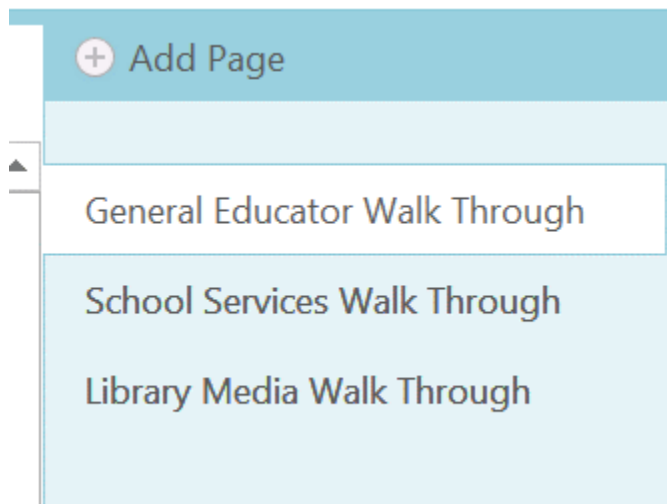 Add Page
General Educator Walk Through
School Services Walk Through
Library Media Walk Through